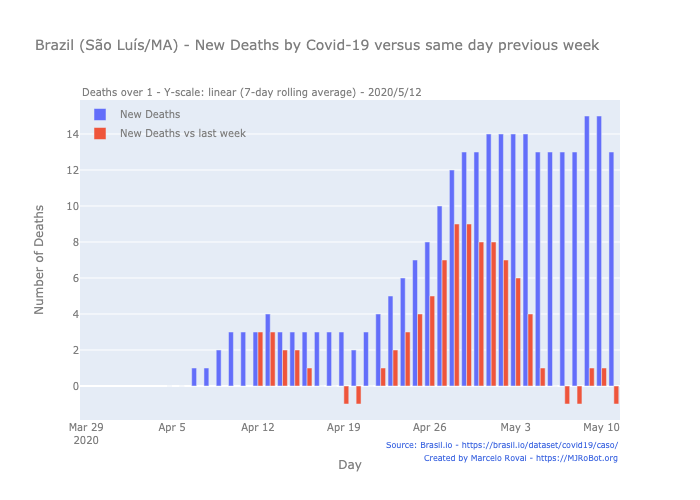 Brazil (São Luís/MA) - New Deaths by Covid-19 versus same day previous week
Deaths over 1 - Y-scale: linear (7-day rolling average) - 2020/5/12
New Deaths
New Deaths vs last week
14
12
10
8
6
4
2
0
Number of Deaths
Mar 29 Apr 5 Apr 12 Apr 19 Apr 26 May 3 May 10
2020
Day
Source: Brasil.io - https://brasil.io/dataset/covid19/caso/
Created by Marcelo Rovai - https://MJRoBot.org